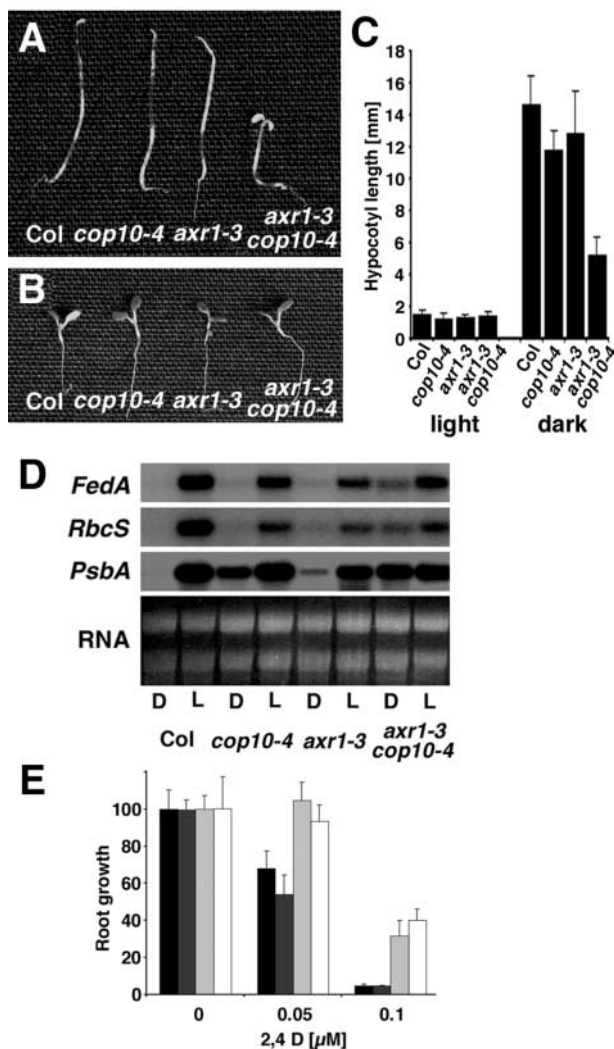 A
Col cop10-4 axr1-3 axr1-3
cop10-4
B
Col cop10-4 axr1-3 axr1-3
cop10-4
C
Hypocotyl length [mm]
18
16
14
12
10
8
6
4
2
0
Col
cop10-4
axr1-3
axr1-3
cop10-4
Col
cop10-4
axr1-3
axr1-3
cop10-4
light dark
D
FedA
RbcS
PsbA
RNA
D L D L D L D L
Col cop10-4 axr1-3 axr1-3
cop10-4
E
Root growth
100
80
60
40
20
0
0 0.05 0.1
2,4 D [µM]